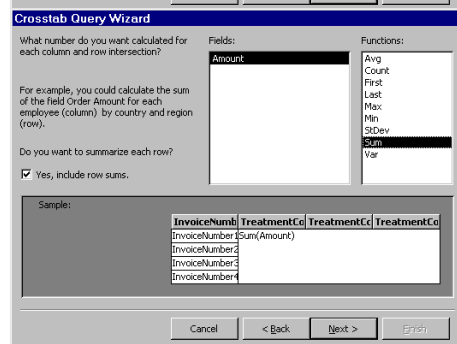 Crosstab Query Wizard
What number do you want calculated for
each column and row intersection?
For example, you could calculate the sum
of the field Order Amount for each
employee (column) by country and region
(row).
Do you want to summarize each row?
Yes, include row sums.
Fields:
Amount
Functions:
Avg
Count
First
Last
Max
Min
StDev
Sum
Var
Sample:
InvoiceNumb TreatmentCo TreatmentCc TreatmentCo
InvoiceNumber1 Sum(Amount)
InvoiceNumber2
InvoiceNumber3
InvoiceNumber4
Cancel < Back Next > Finish